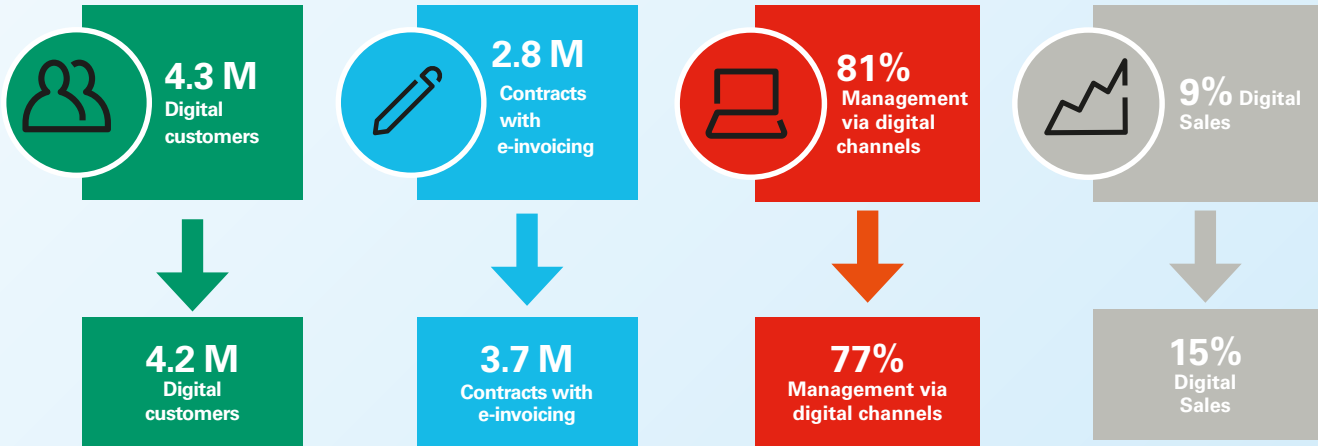 4.3 M
Digital
customers
2.8 M
Contracts
with
e-invoicing
81%
Management
via digital
channels
9% Digital
Sales
4.2 M
Digital
customers
3.7 M
Contracts with
e-invoicing
77%
Management via
digital channels
15%
Digital
Sales